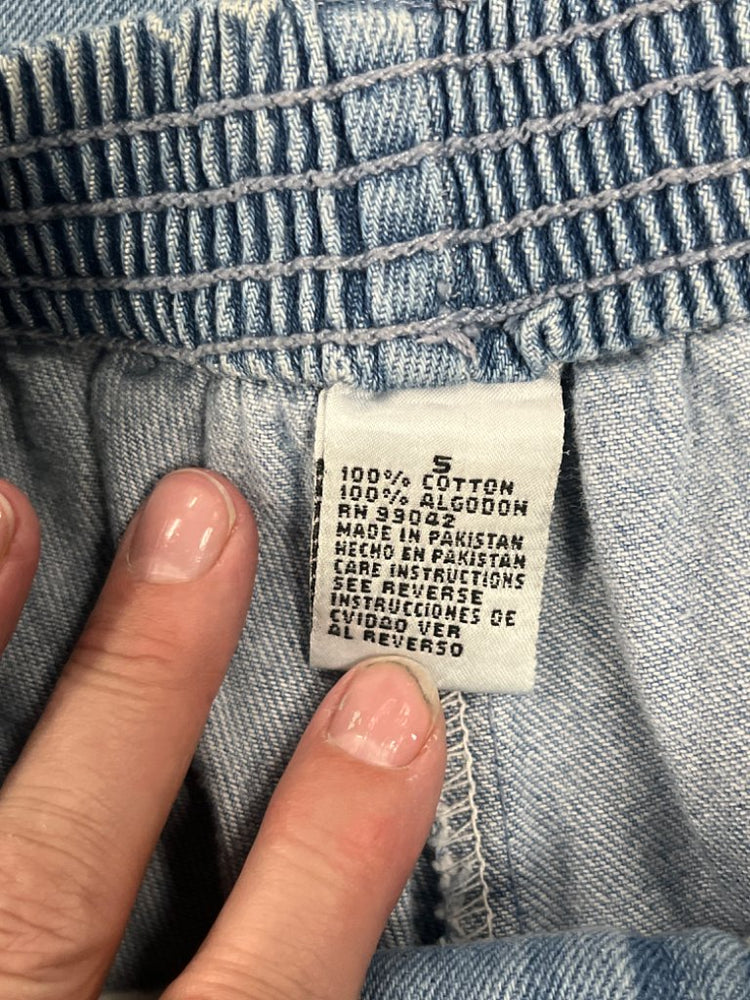 5
100% COTTON
100% ALGODON
RN 99042
MADE IN PAKISTAN
HECHO EN PAKISTAN
CARE INSTRUCTIONS
SEE REVERSE
INSTRUCCIONES DE
CVIDAO VER
AL REVERSO